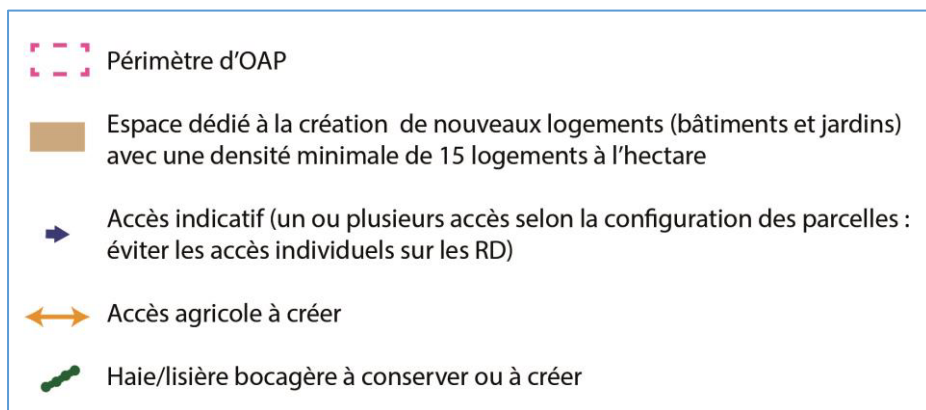 Périmètre d'OAP
Espace dédié à la création de nouveaux logements (bâtiments et jardins)
avec une densité minimale de 15 logements à l'hectare
Accès indicatif (un ou plusieurs accès selon la configuration des parcelles :
éviter les accès individuels sur les RD)
Accès agricole à créer
Haie/lisière bocagère à conserver ou à créer